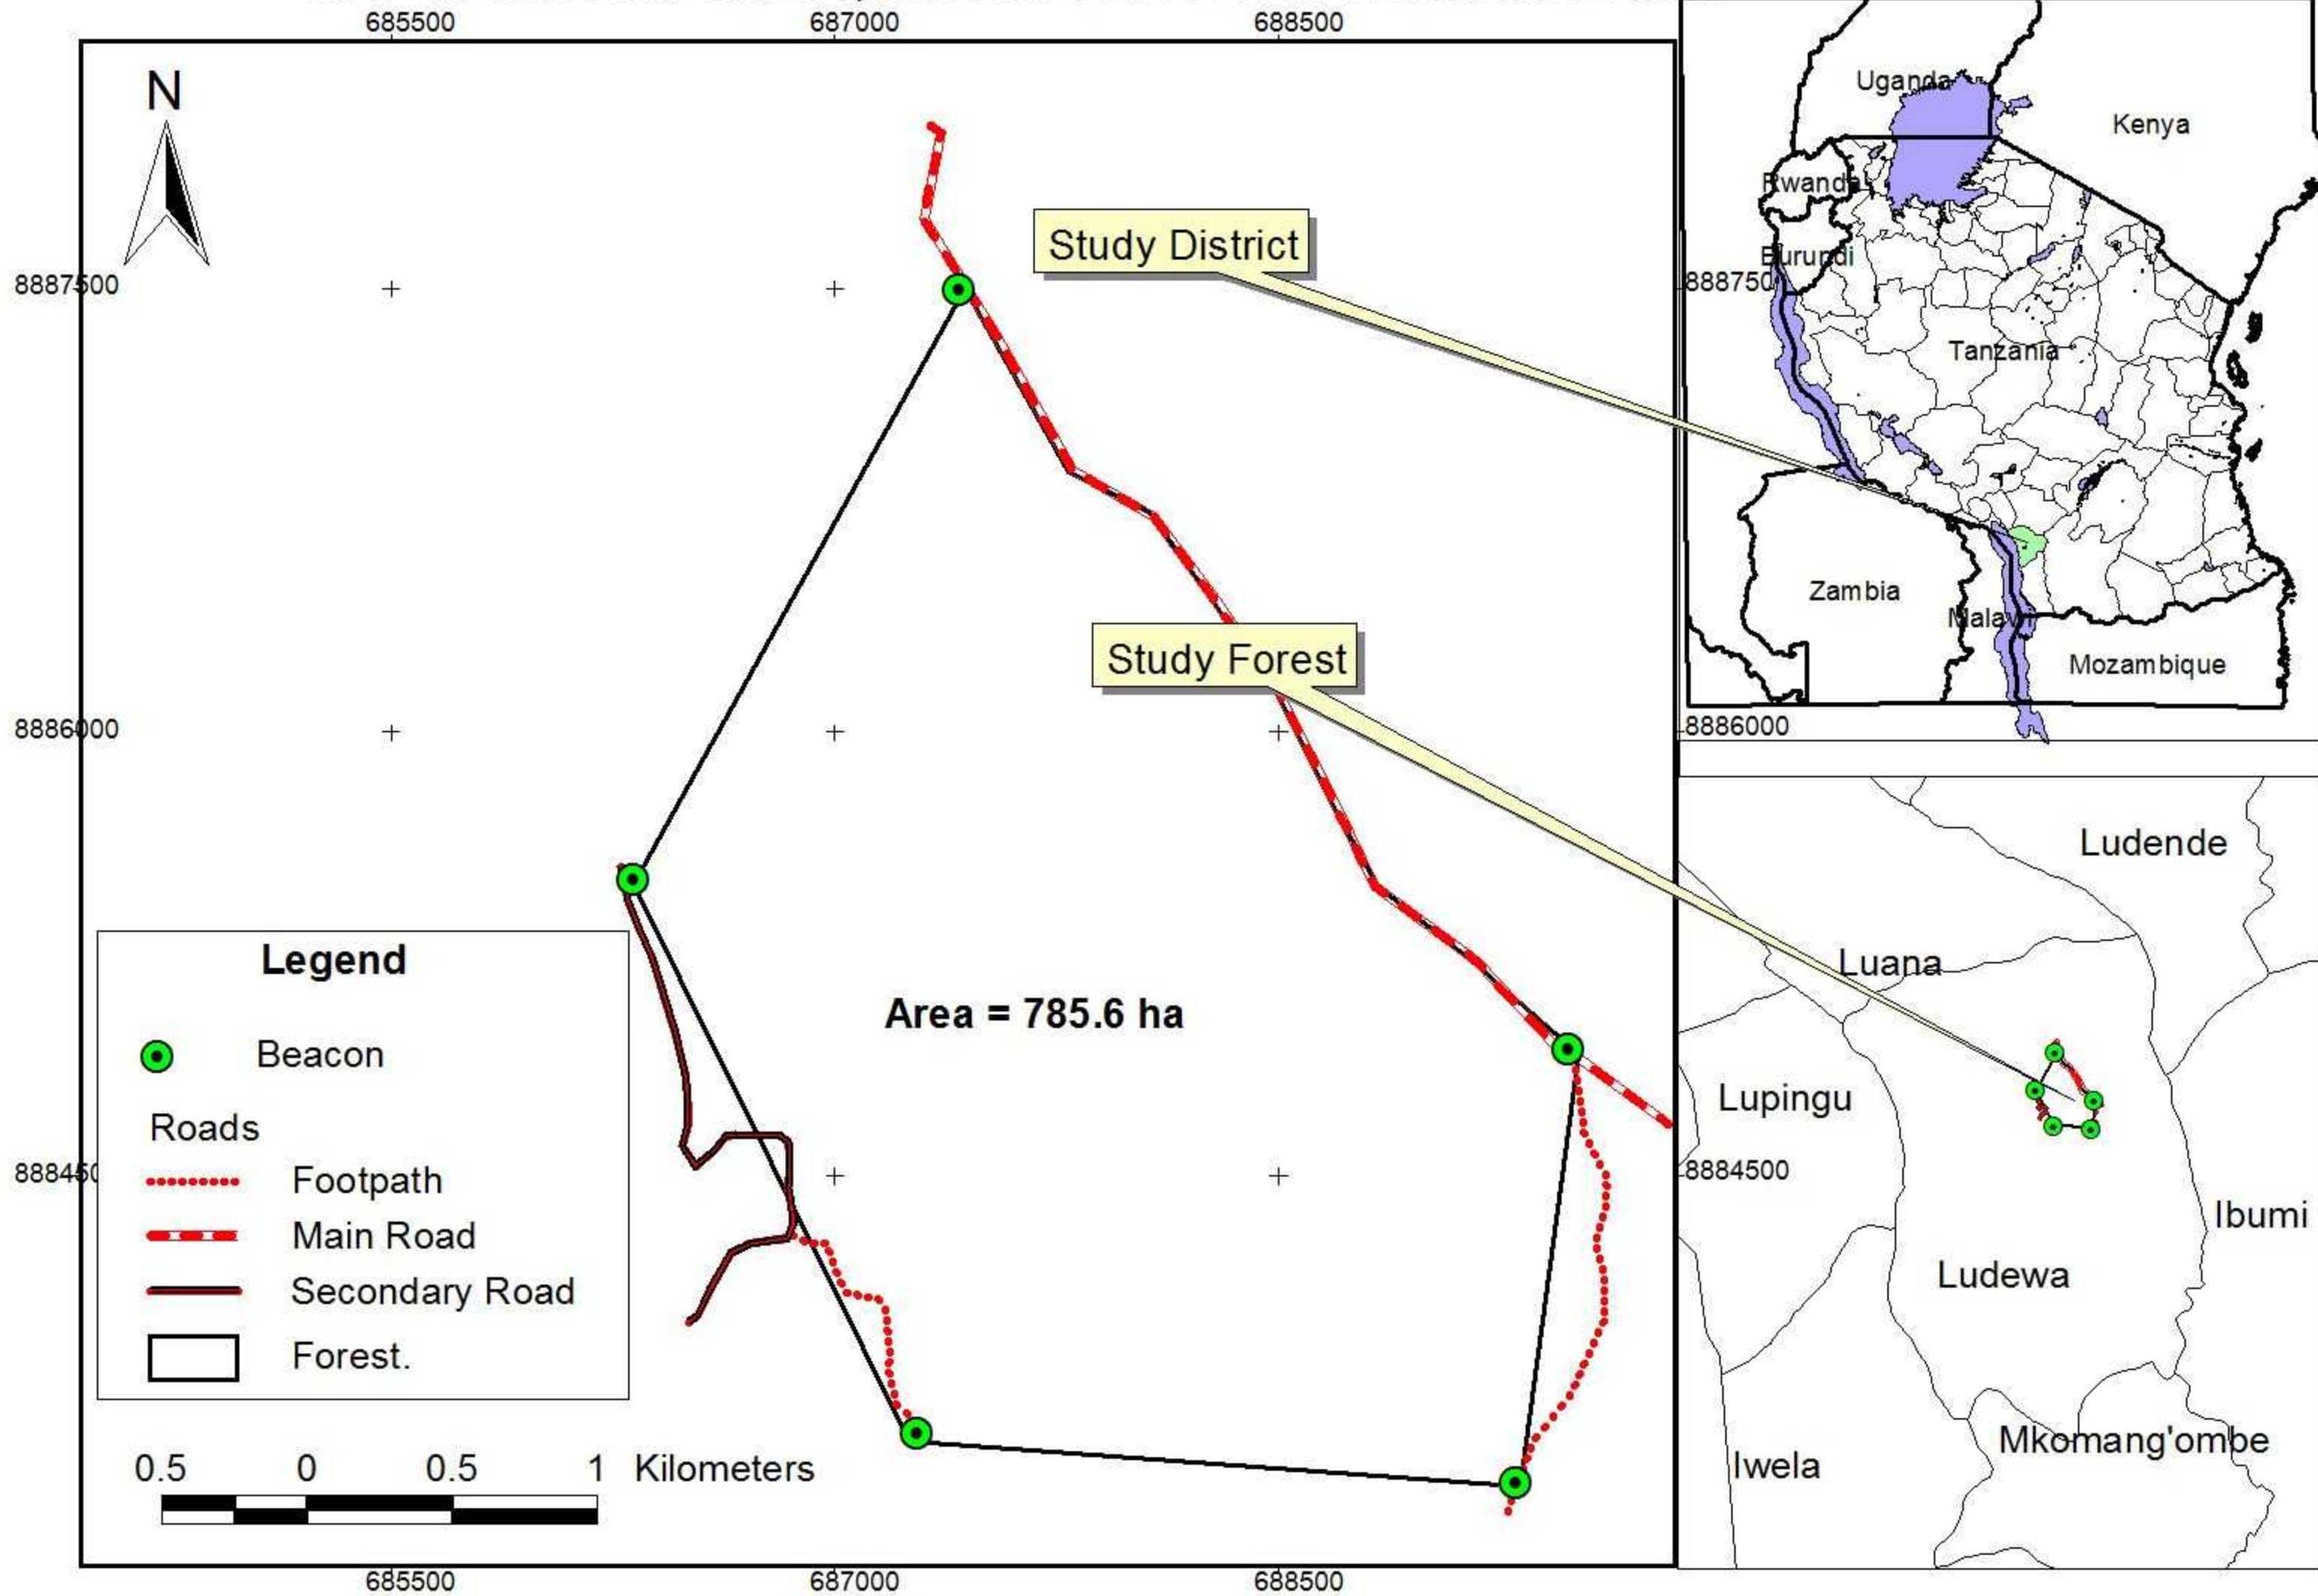 685500 687000 688500
N
Study District
8887500
8886000
8884500
Study Forest
Area = 785.6 ha
Legend
Beacon
Roads
Footpath
Main Road
Secondary Road
Forest.
0.5 0 0.5 1 Kilometers
685500 687000 688500
Uganda
Kenya
Rwanda
Burundi
888750
Tanzania
Zambia
Malawi
Mozambique
8886000
Ludende
Luana
Lupingu
8884500
Ibumi
Ludewa
Mkomang'ombe
Iwela